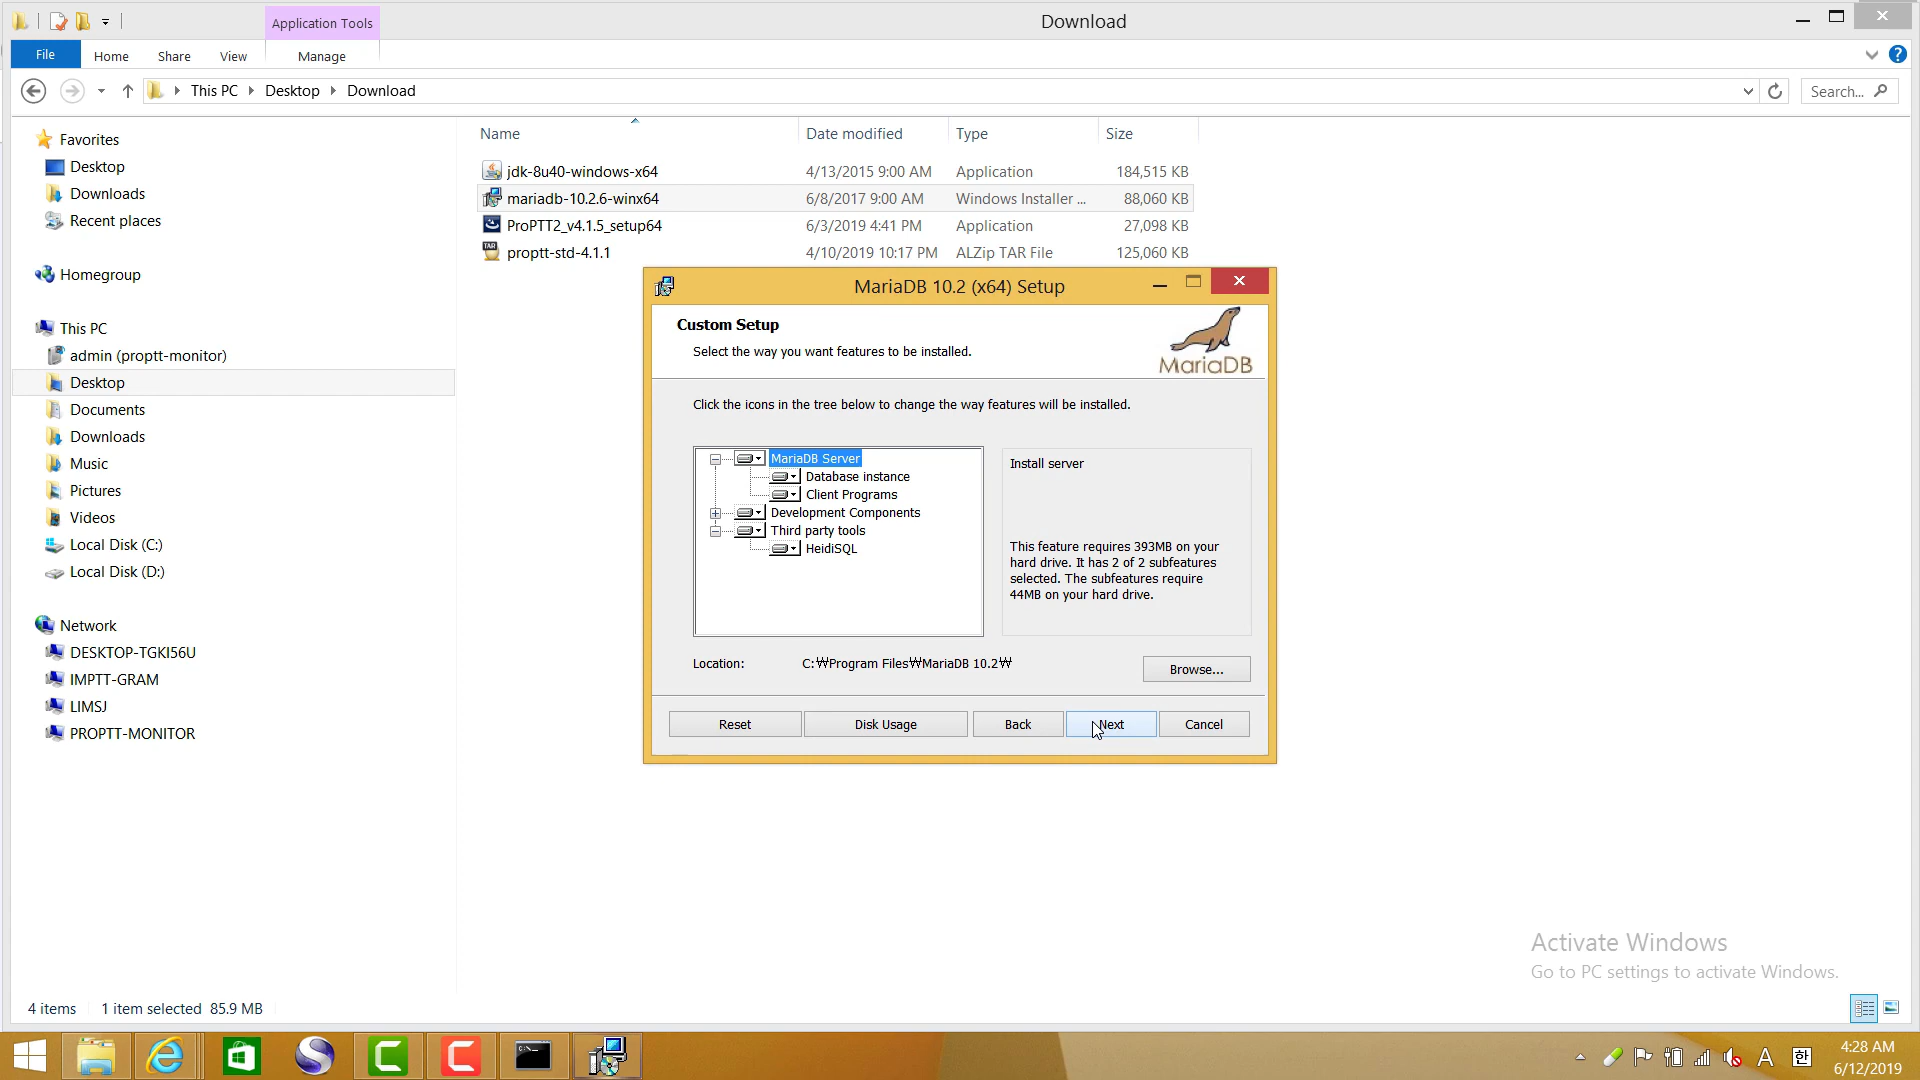 Application Tools
Download
File
Home
Share
View
Manage
This PC
Desktop
Download
Search...
Favorites
Desktop
Downloads
Recent places
Homegroup
This PC
admin (proptt-monitor)
Desktop
Documents
Downloads
Music
Pictures
Videos
Local Disk (C:)
Local Disk (D:)
Network
DESKTOP-TGKI56U
IMPTT-GRAM
LIMSJ
PROPTT-MONITOR
Name Date modified Type Size
jdk-8u40-windows-x64 4/13/2015 9:00 AM Application 184,515 KB
mariadb-10.2.6-winx64 6/8/2017 9:00 AM Windows Installer ... 88,060 KB
ProPTT2_v4.1.5_setup64 6/3/2019 4:41 PM Application 27,098 KB
TAR
proptt-std-4.1.1 4/10/2019 10:17 PM ALZip TAR File 125,060 KB
MariaDB 10.2 (x64) Setup
Custom Setup
Select the way you want features to be installed.
MariaDB
Click the icons in the tree below to change the way features will be installed.
MariaDB Server
Database instance
Client Programs
Development Components
Third party tools
HeidiSQL
Install server
This feature requires 393MB on your
hard drive. It has 2 of 2 subfeatures
selected. The subfeatures require
44MB on your hard drive.
Location: C:₩Program Files₩MariaDB 10.2₩
Browse...
Reset
Disk Usage
Back
Next
Cancel
Activate Windows
Go to PC settings to activate Windows.
4 items 1 item selected 85.9 MB
A
한
4:28 AM
6/12/2019